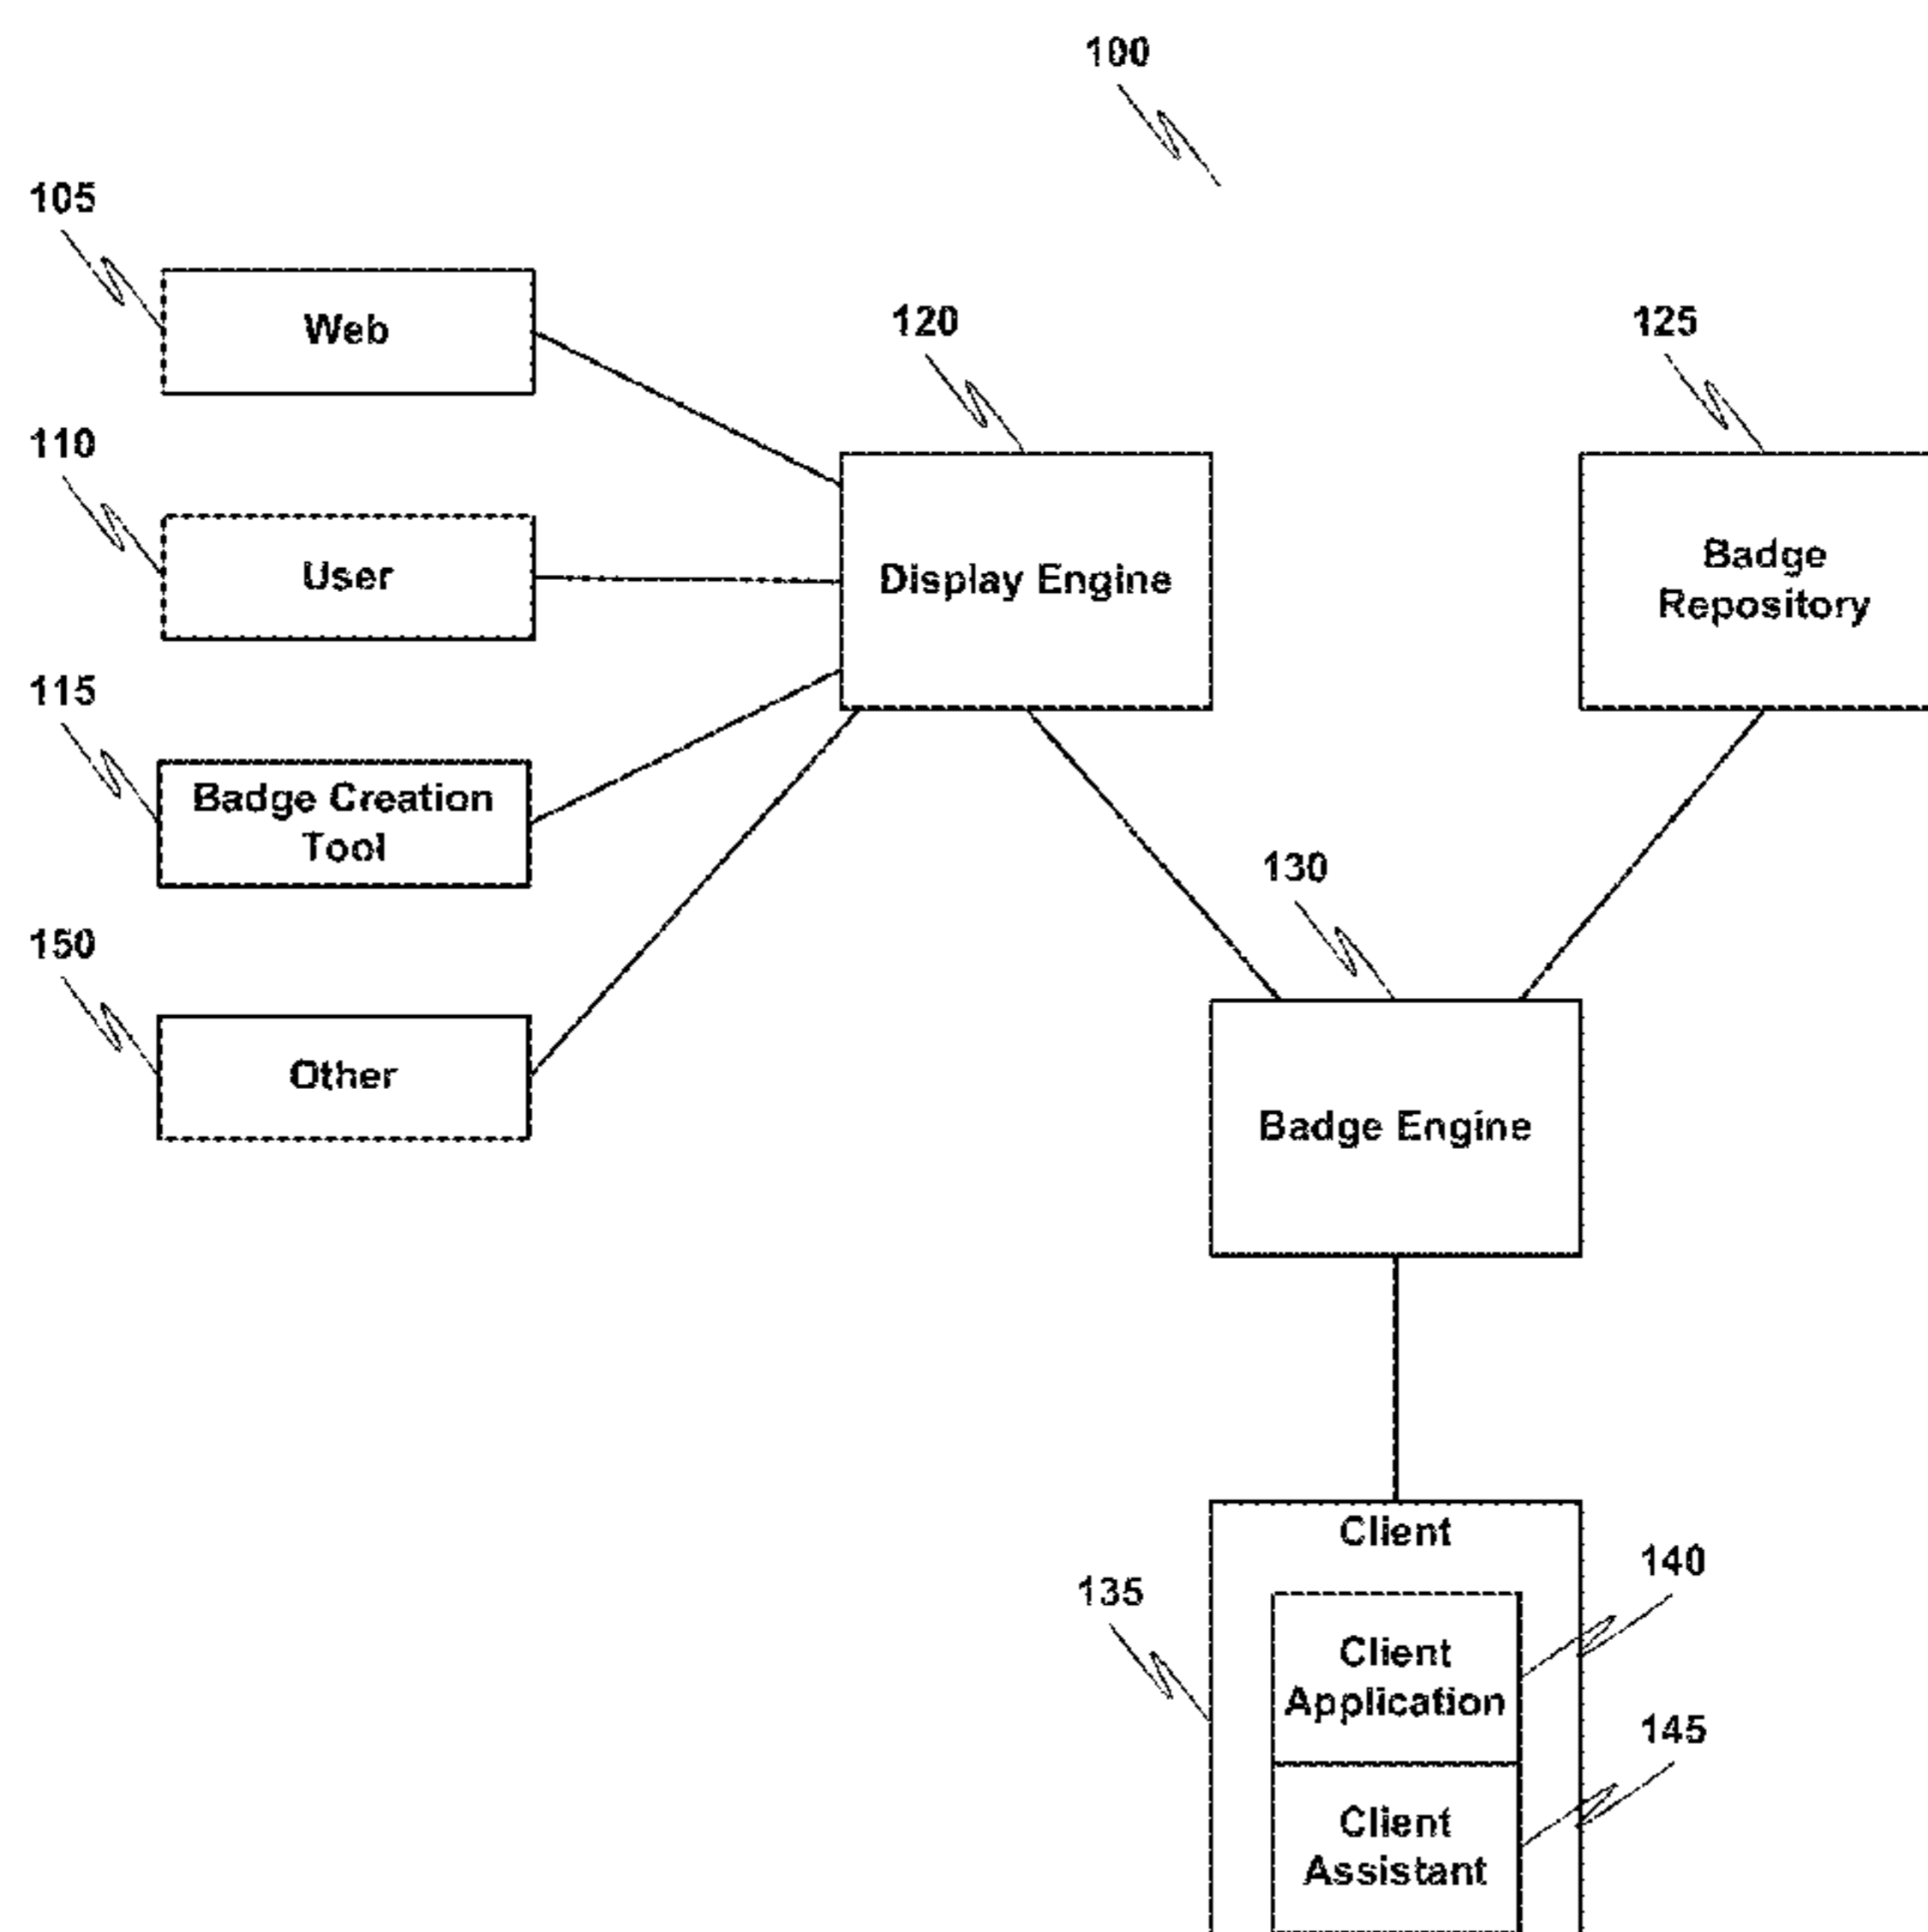 100
105
Web
120
125
110
User
Display Engine
Badge
Repository
115
Badge Creation
Tool
130
150
Other
Badge Engine
Client
135
140
Client
Application
145
Client
Assistant